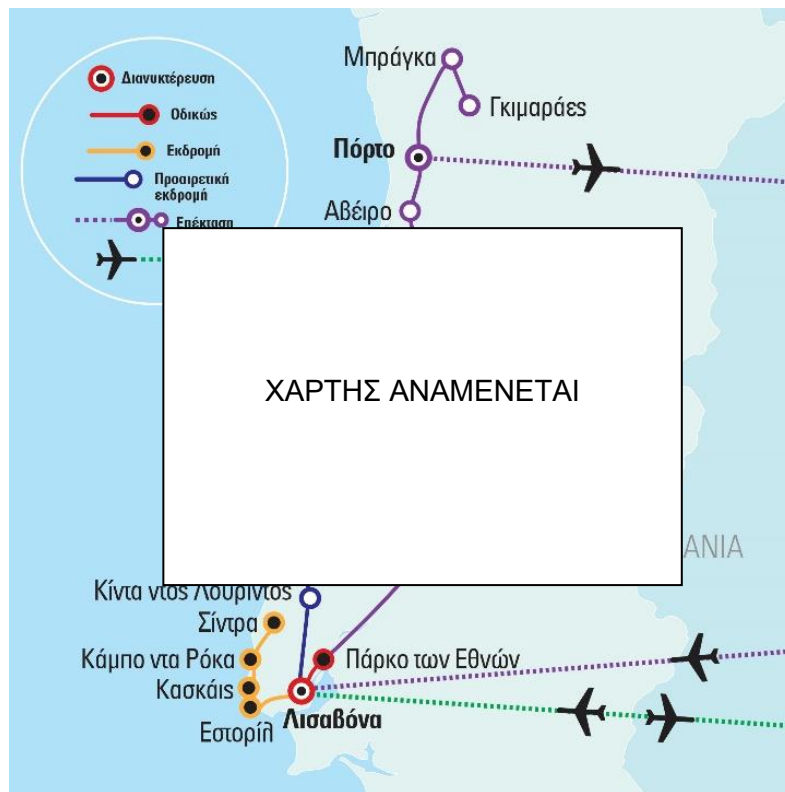 Μπράγκα
Γκιμαράες
Πόρτο
Αβέιρο
Διανυκτέρευση
Οδικώς
Εκδρομή
Προαιρετική
εκδρομή
Επέκταση
ΧΑΡΤΗΣ ΑΝΑΜΕΝΕΤΑΙ
ΑΝΙΑ
Κίντα ντος Λουρίντος
Σίντρα
Κάμπο ντα Ρόκα
Πάρκο των Εθνών
Κασκάις
Εστορίλ
Λισαβόνα